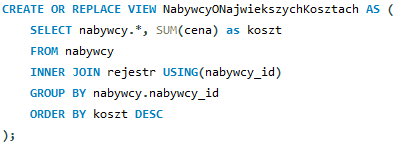 CREATE OR REPLACE VIEW NabywcyONajwiekszychKosztach AS (
SELECT nabywcy.*, SUM(cena) as koszt
FROM nabywcy
INNER JOIN rejestr USING(nabywcy_id)
GROUP BY nabywcy.nabywcy_id
ORDER BY koszt DESC
);